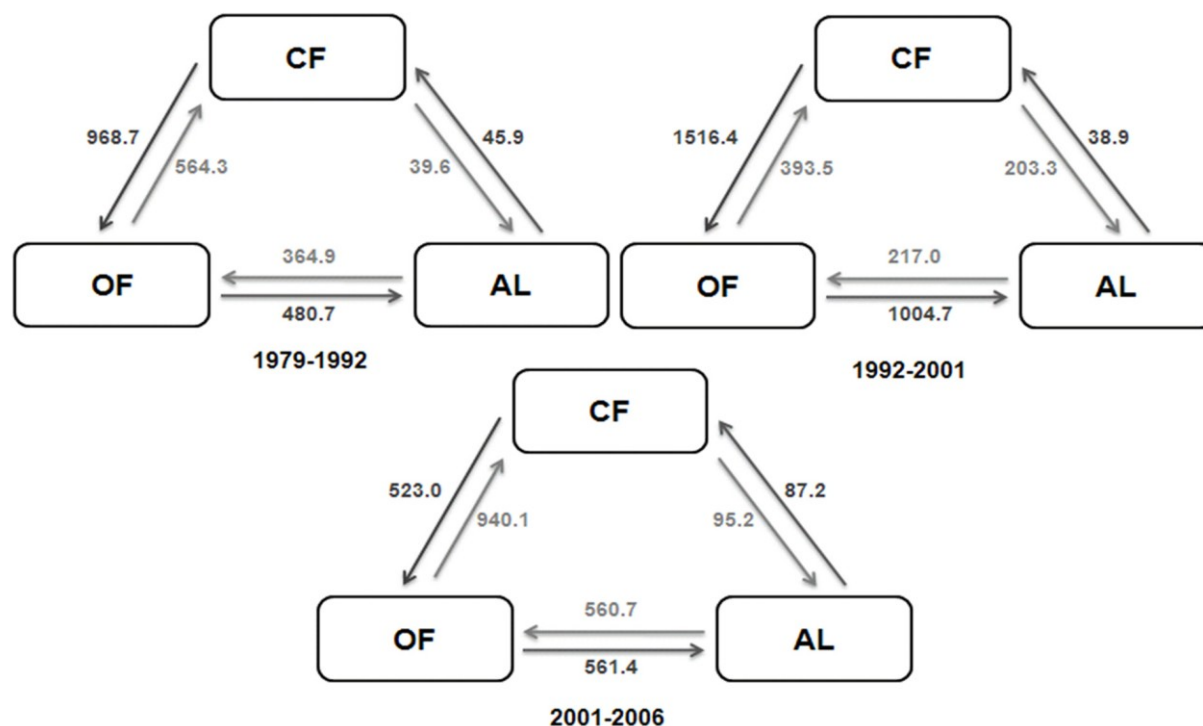 CF
968.7
564.3
39.6
45.9
OF
364.9
480.7
AL
1979-1992
CF
1516.4
393.5
203.3
38.9
OF
217.0
1004.7
AL
1992-2001
CF
523.0
940.1
95.2
87.2
OF
560.7
561.4
AL
2001-2006